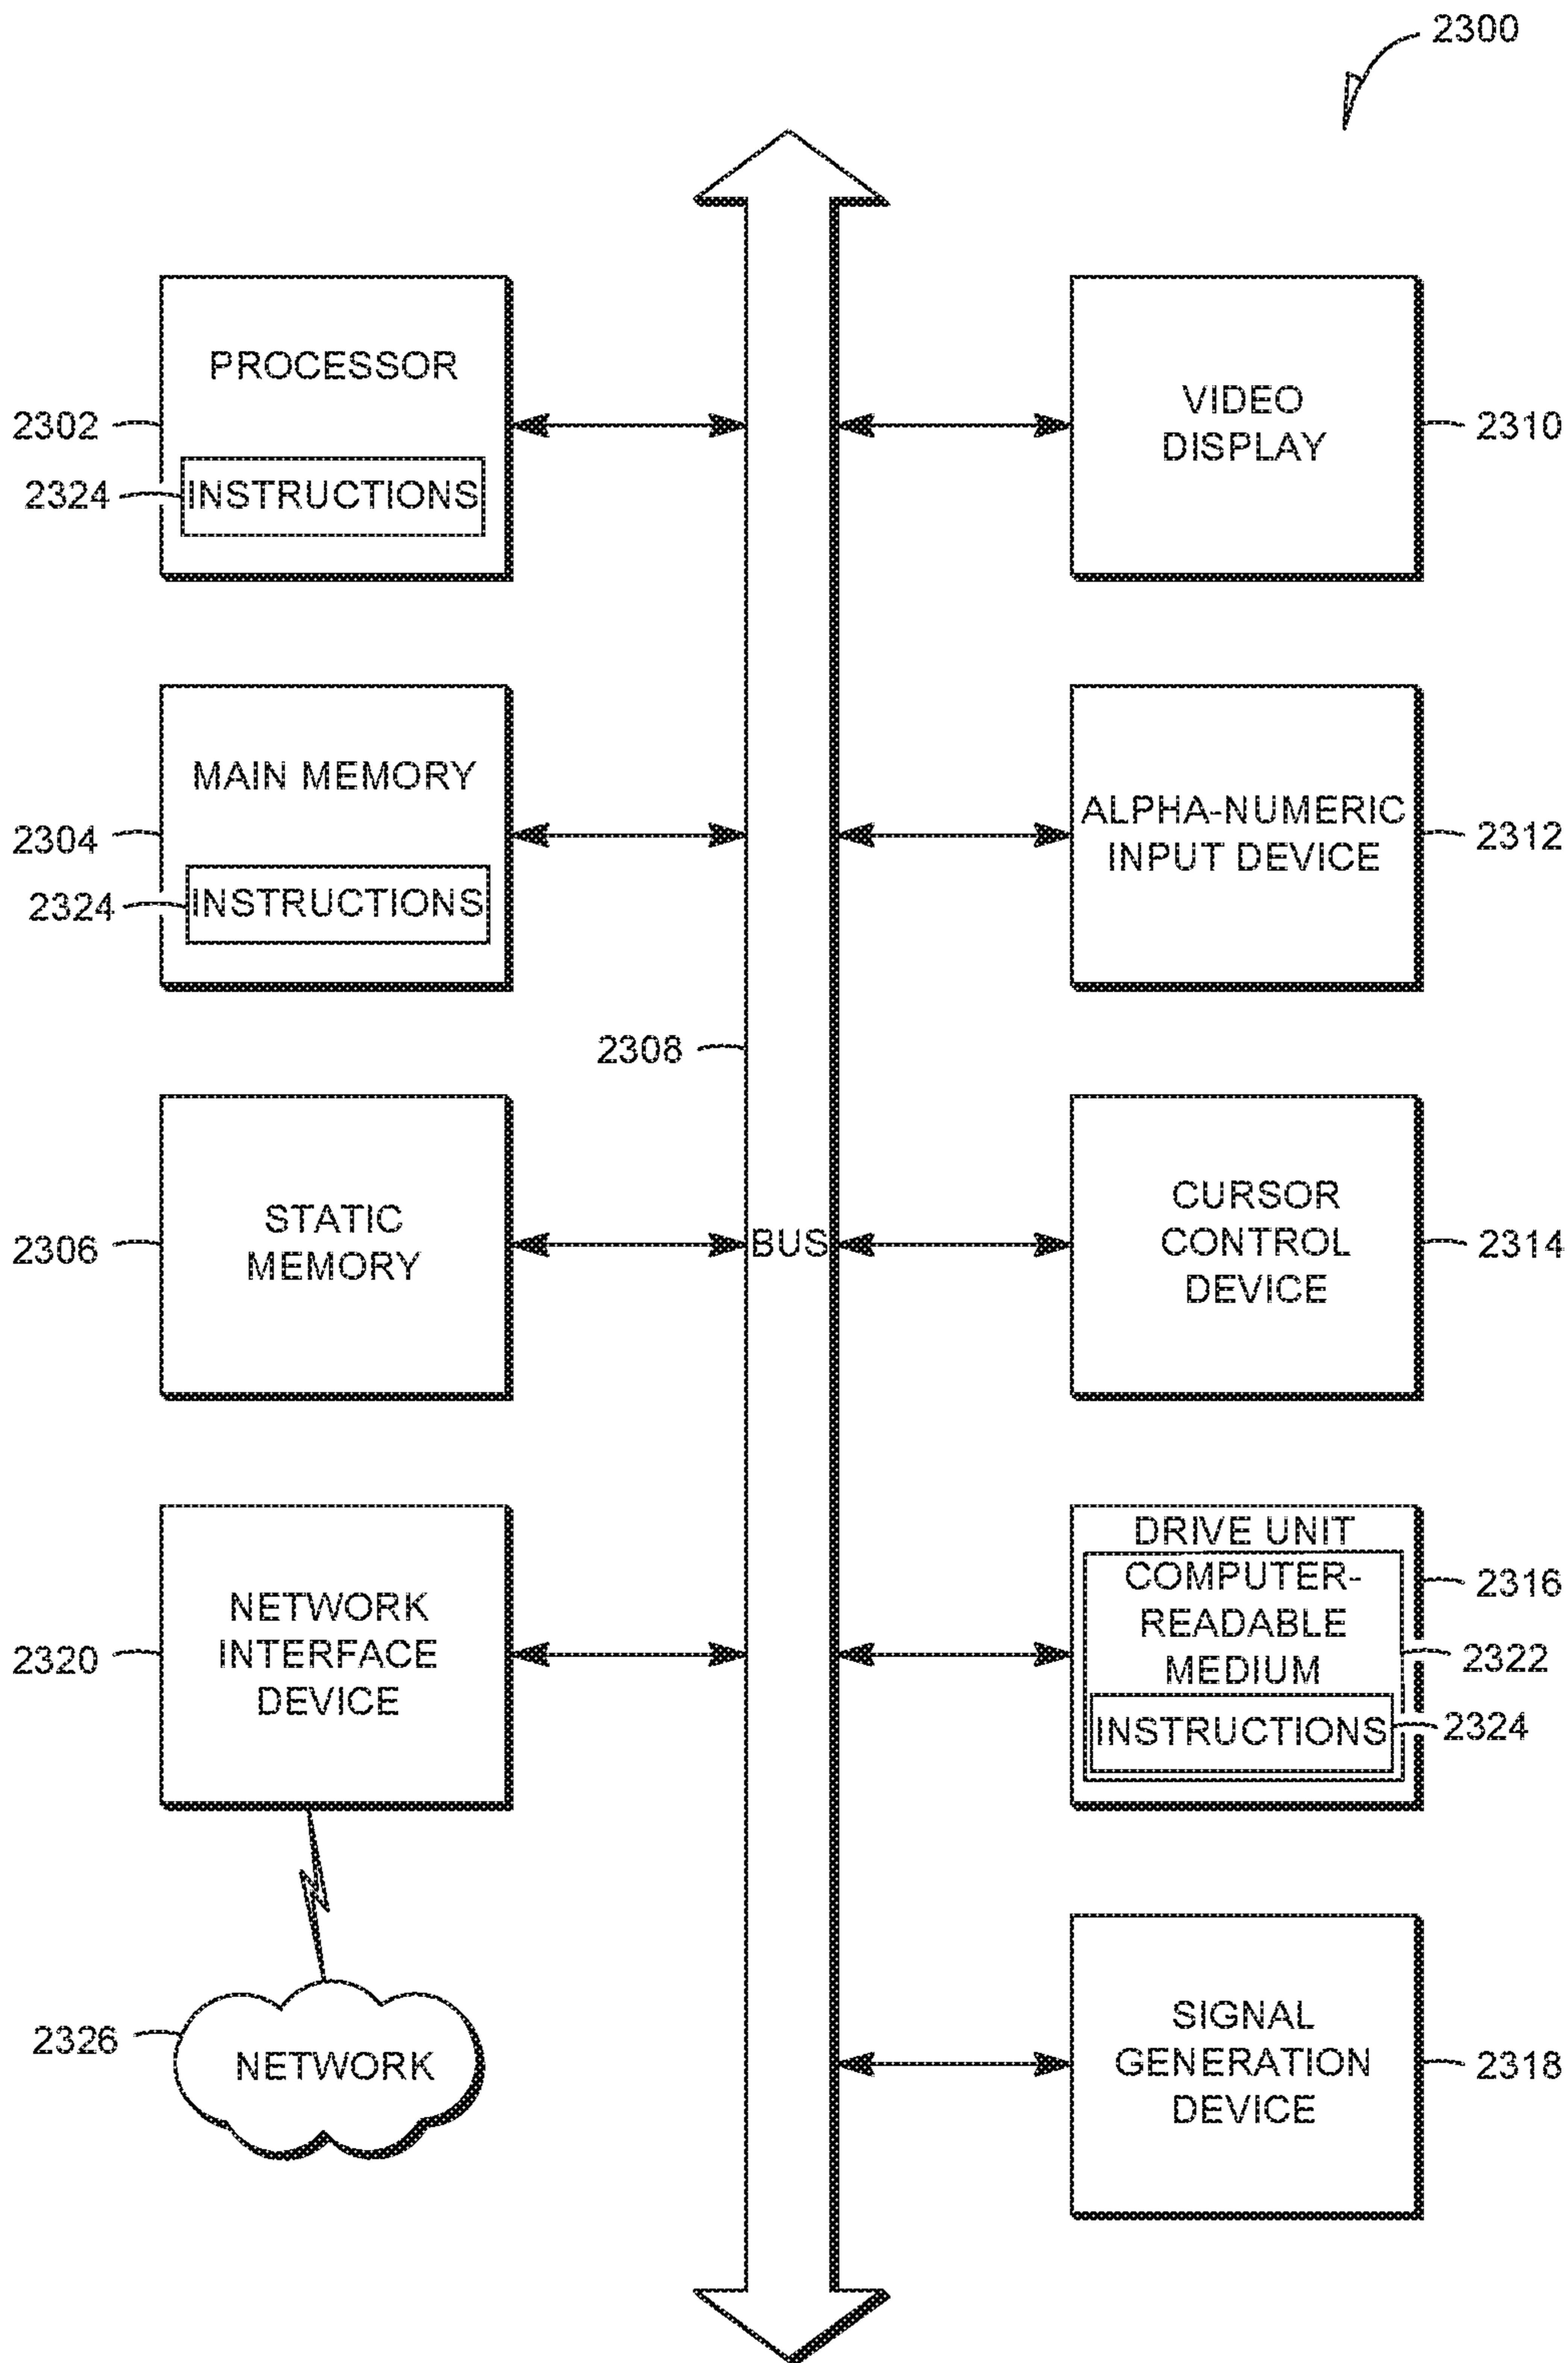 2300
PROCESSOR
2302
2324
INSTRUCTIONS
VIDEO
DISPLAY
2310
MAIN MEMORY
2304
2324
INSTRUCTIONS
ALPHA-NUMERIC
INPUT DEVICE
2312
2308
STATIC
MEMORY
2306
BUS
CURSOR
CONTROL
DEVICE
2314
NETWORK
INTERFACE
DEVICE
2320
DRIVE UNIT
2316
COMPUTER-
READABLE
MEDIUM
2322
INSTRUCTIONS
2324
2326
NETWORK
SIGNAL
GENERATION
DEVICE
2318